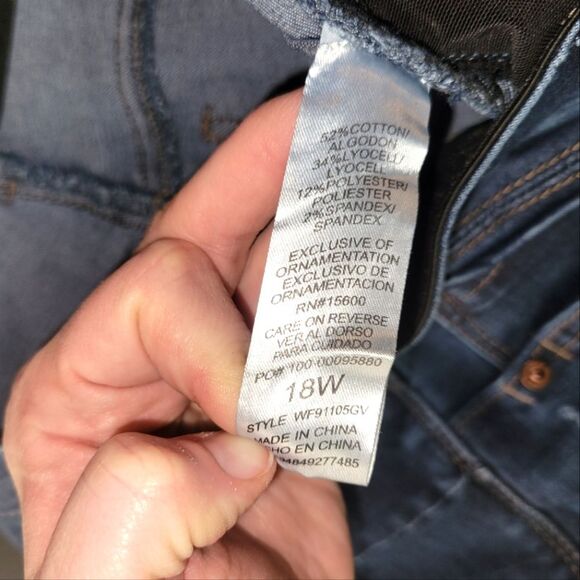 52%COTTON/
ALGODON
34%LYOCELL/
LYOCELL
12%POLYESTER/
POLIESTER
2%SPANDEX/
SPANDEX
EXCLUSIVE OF
ORNAMENTATION
EXCLUSIVO DE
ORNAMENTACION
RN#15600
CARE ON REVERSE
VER AL DORSO
PARA CUIDADO
PO# 100-00095880
18W
STYLE WF91105GV
MADE IN CHINA
HO EN CHINA
4849277485